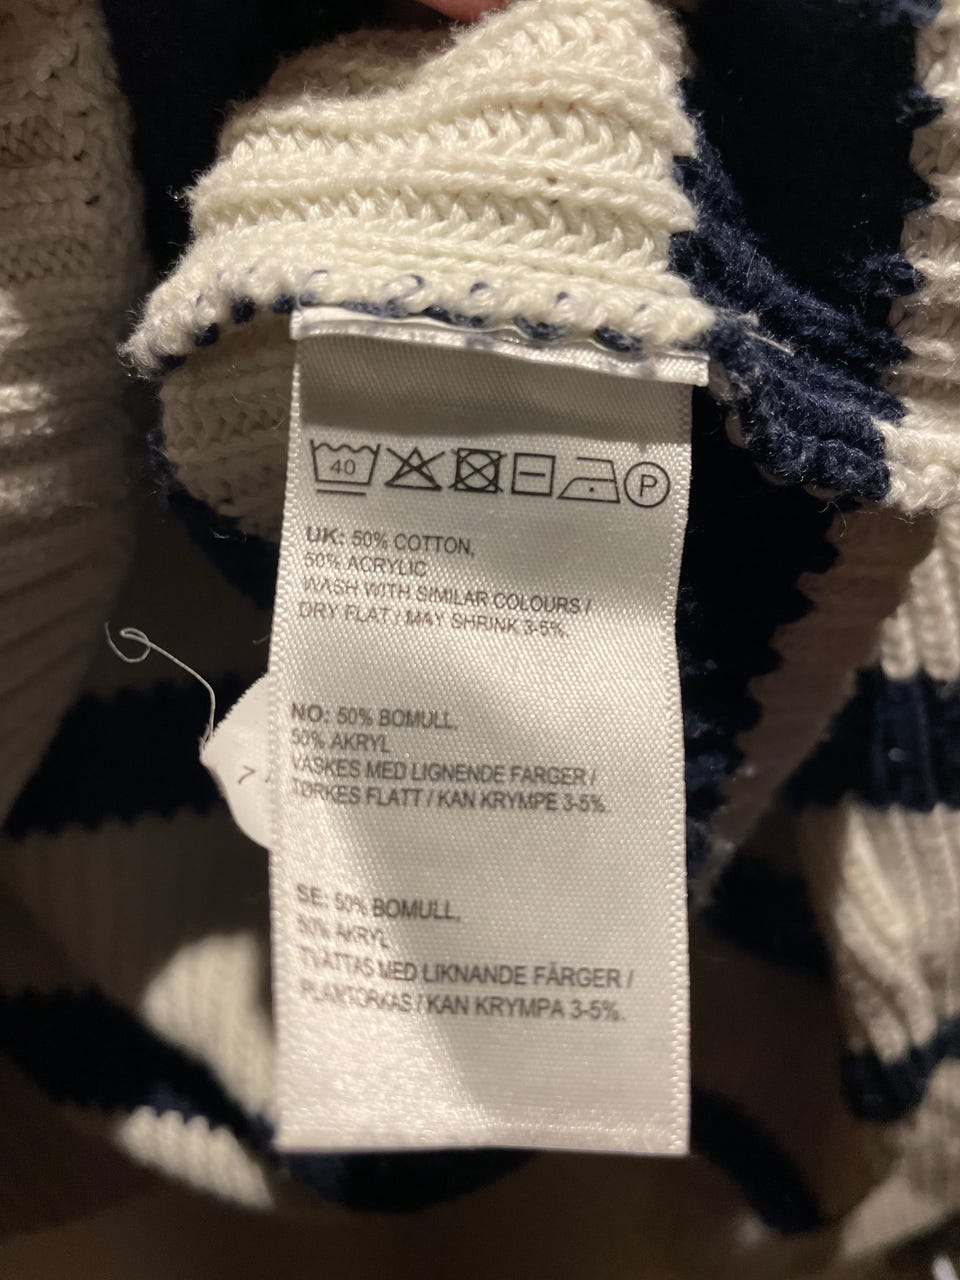 40 P
UK: 50% COTTON,
50% ACRYLIC
WASH WITH SIMILAR COLOURS /
DRY FLAT / MAY SHRINK 3-5%.
NO: 50% BOMULL,
50% AKRYL
VASKES MED LIGNENDE FARGER /
TØRKES FLATT / KAN KRYMPE 3-5%.
7
SE: 50% BOMULL,
50% AKRYL
TVÄTTAS MED LIKNANDE FÄRGER /
PLANTORKAS / KAN KRYMPA 3-5%.